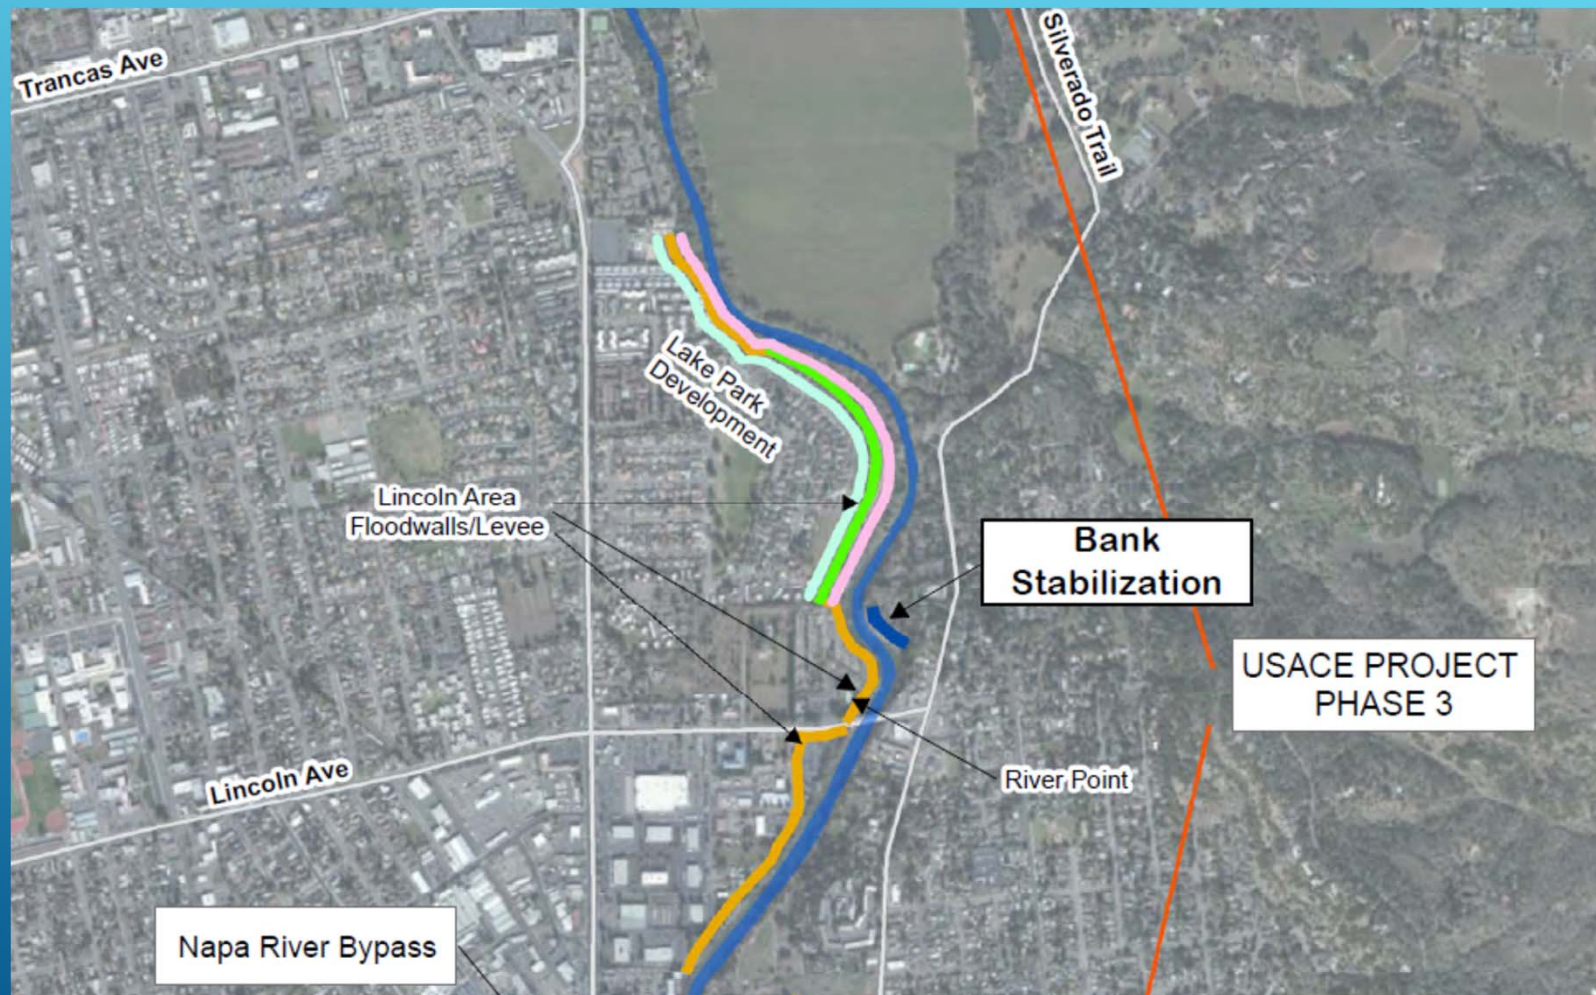 Trancas Ave
Silverado Trail
Lake Park
Development
Lincoln Area
Floodwalls/Levee
Bank
Stabilization
USACE PROJECT
PHASE 3
River Point
Lincoln Ave
Napa River Bypass